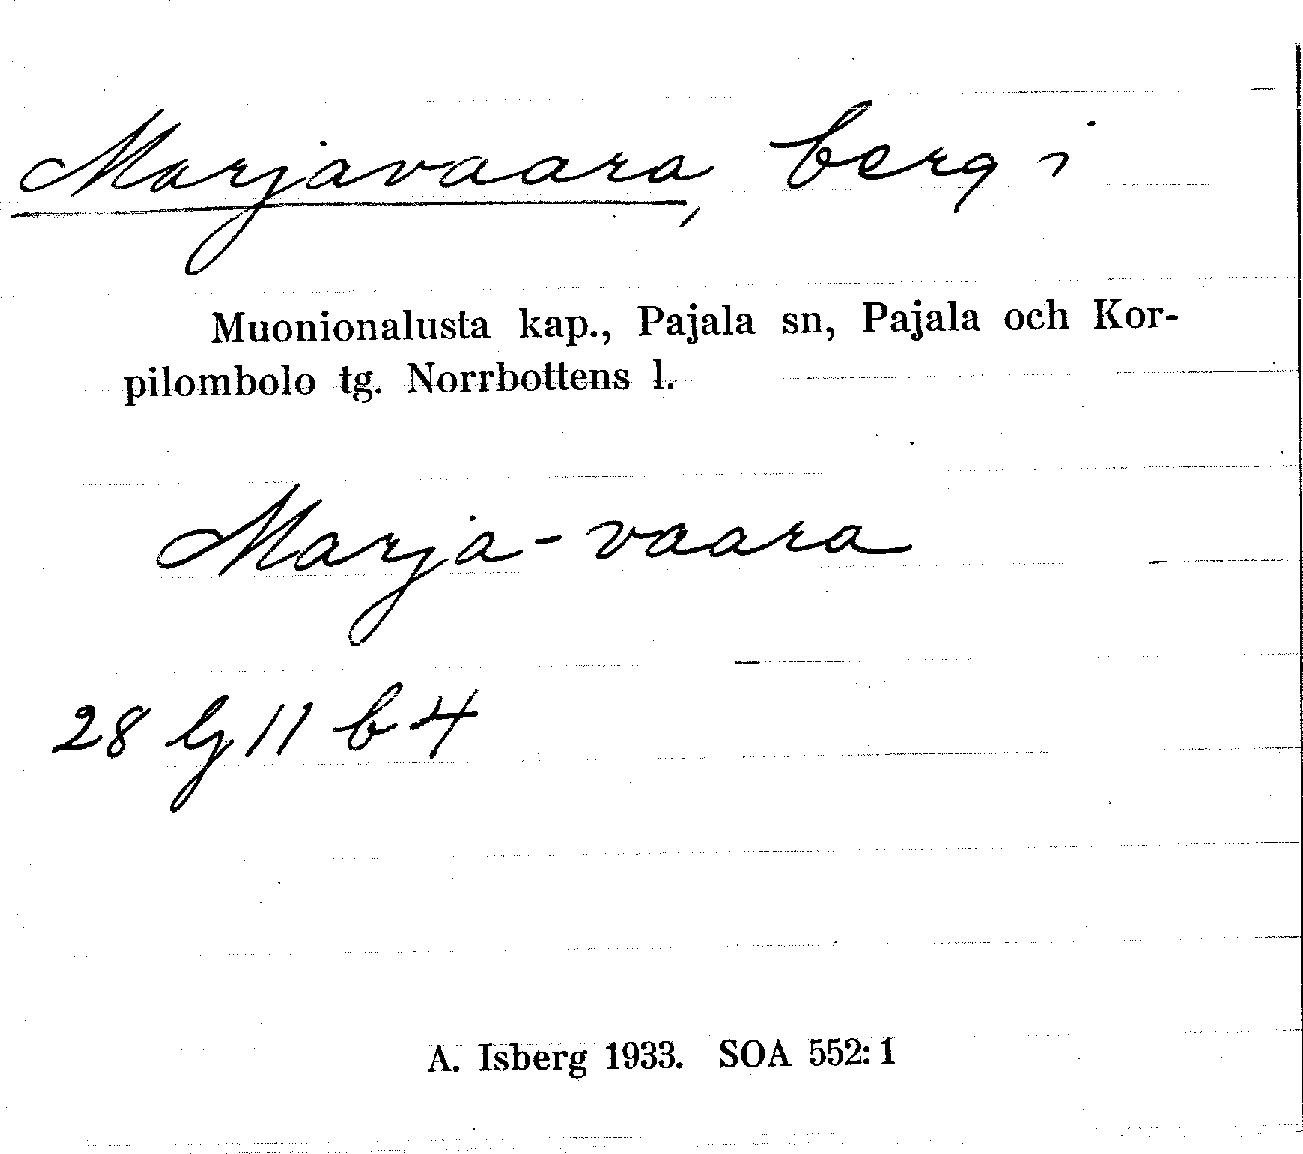 Marjavaara, berg i
Muonionalusta kap., Pajala sn, Pajala och Kor-
pilombolo tg. Norrbottens l.
Marja-vaara
28 lj 11 b 4
A. Isberg 1933. SOA 552:1